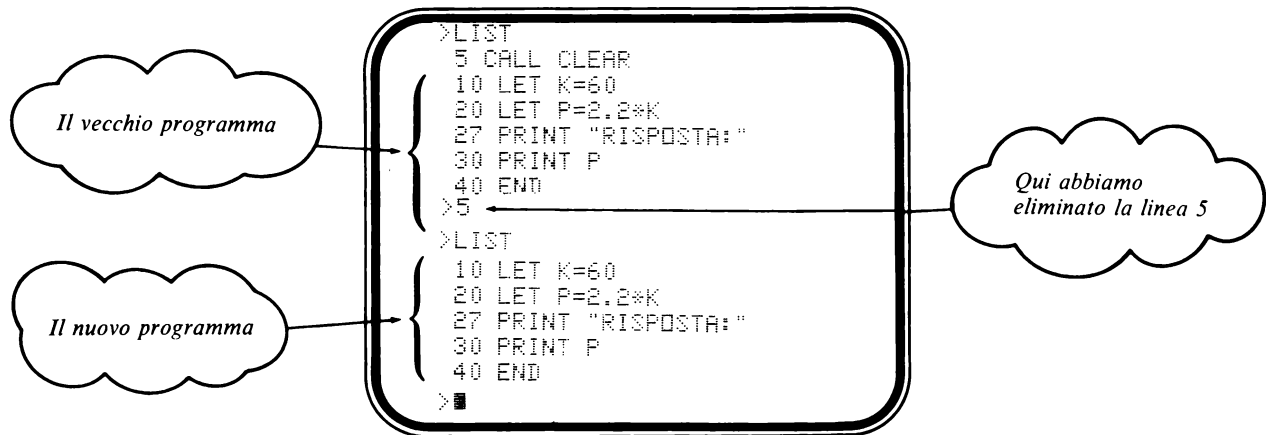 >LIST
5 CALL CLEAR
10 LET K=60
20 LET P=2.2*K
27 PRINT "RISPOSTA:"
30 PRINT P
40 END
>5
>LIST
10 LET K=60
20 LET P=2.2*K
27 PRINT "RISPOSTA:"
30 PRINT P
40 END
>
Il vecchio programma
Il nuovo programma
Qui abbiamo
eliminato la linea 5